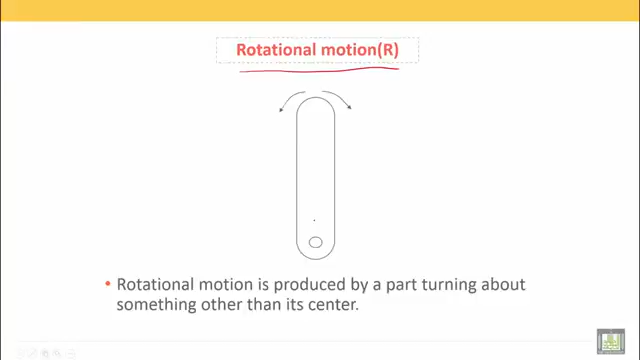 Rotational motion(R)
• Rotational motion is produced by a part turning about
something other than its center.